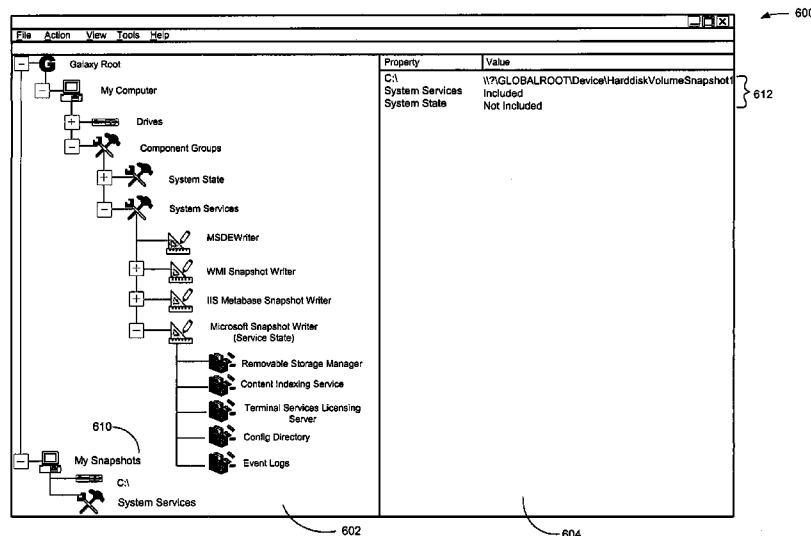 600
File Action View Tools Help
G Galaxy Root
My Computer
Drives
Component Groups
System State
System Services
MSDEWriter
WMI Snapshot Writer
IIS Metabase Snapshot Writer
Microsoft Snapshot Writer
(Service State)
Removable Storage Manager
Content Indexing Service
Terminal Services Licensing
Server
Config Directory
Event Logs
610
My Snapshots
C:\
System Services
602
Property Value
C:\ \\?\GLOBALROOT\Device\HarddiskVolumeSnapshot1
System Services Included
System State Not Included
612
604